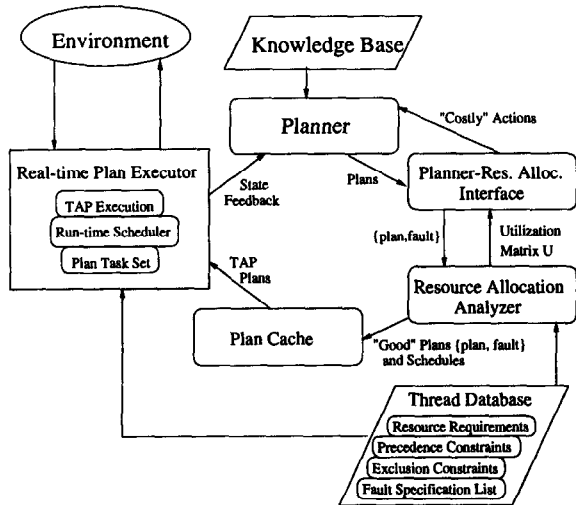 Environment
Knowledge Base
Planner
"Costly" Actions
Real-time Plan Executor
TAP Execution
Run-time Scheduler
Plan Task Set
State
Feedback
Plans
Planner-Res. Alloc.
Interface
{plan,fault}
Utilization
Matrix U
TAP
Plans
Resource Allocation
Analyzer
Plan Cache
"Good" Plans {plan, fault}
and Schedules
Thread Database
Resource Requirements
Precedence Constraints
Exclusion Constraints
Fault Specification List